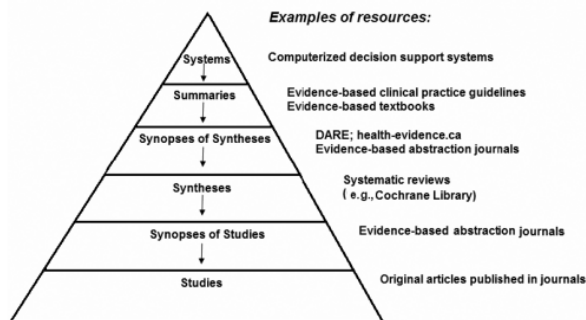 Examples of resources:
Systems
Computerized decision support systems
Summaries
Evidence-based clinical practice guidelines
Evidence-based textbooks
Synopses of Syntheses
DARE; health-evidence.ca
Evidence-based abstraction journals
Syntheses
Systematic reviews
( e.g., Cochrane Library)
Synopses of Studies
Evidence-based abstraction journals
Studies
Original articles published in journals